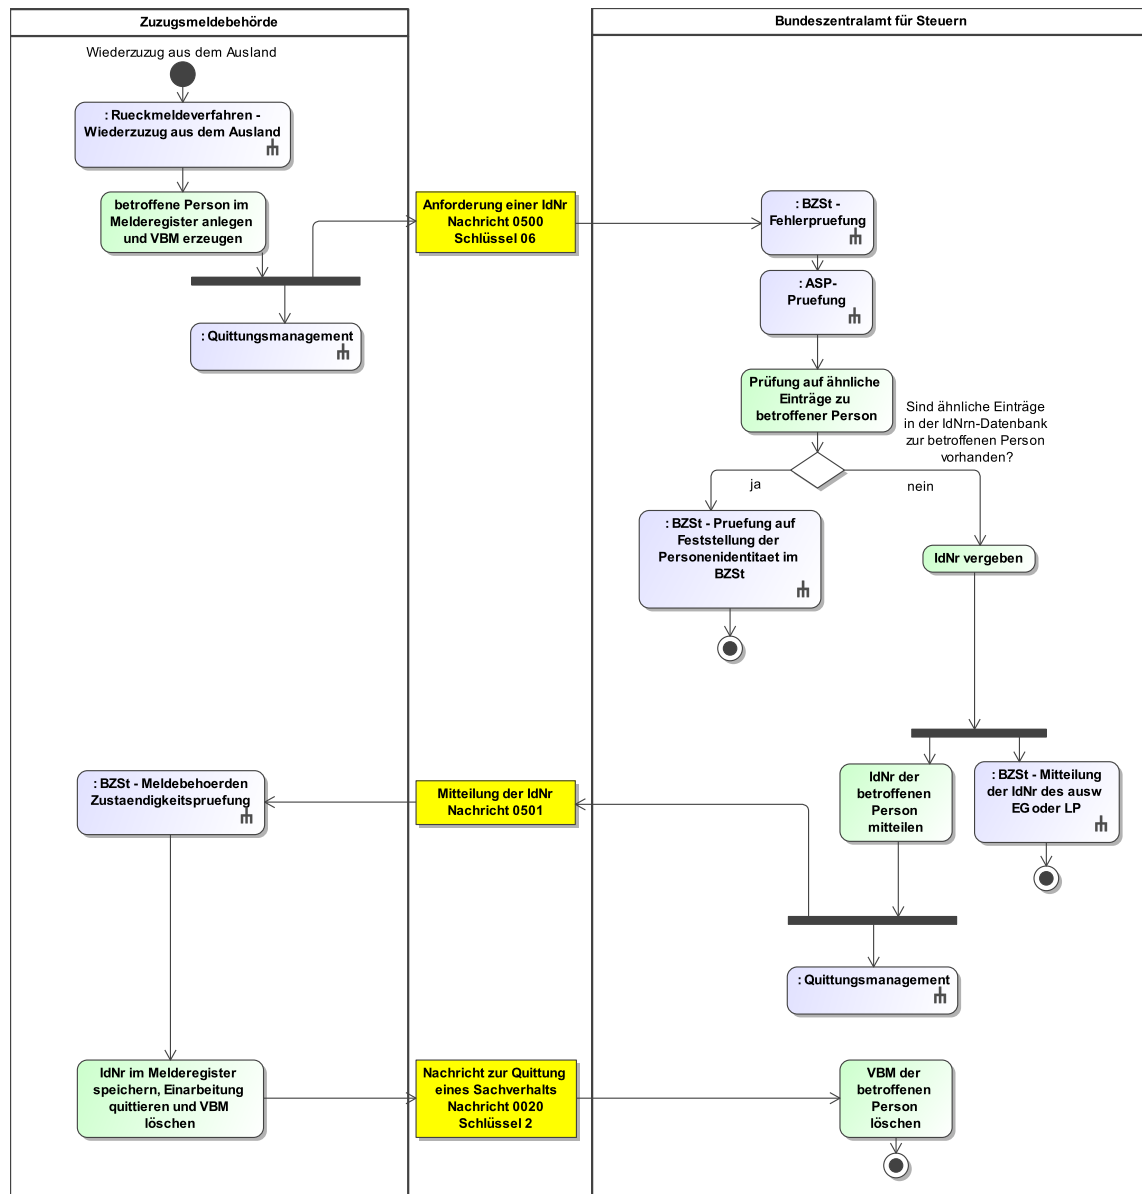 Zuzugsmeldebehörde
Bundeszentralamt für Steuern
Wiederzuzug aus dem Ausland
: Rueckmeldeverfahren -
Wiederzuzug aus dem Ausland
betroffene Person im
Melderegister anlegen
und VBM erzeugen
Anforderung einer IdNr
Nachricht 0500
Schlüssel 06
: BZSt -
Fehlerpruefung
: ASP-
Pruefung
: Quittungsmanagement
Prüfung auf ähnliche
Einträge zu
betroffener Person
Sind ähnliche Einträge
in der IdNrn-Datenbank
zur betroffenen Person
vorhanden?
ja
nein
: BZSt - Pruefung auf
Feststellung der
Personenidentitaet im
BZSt
IdNr vergeben
: BZSt - Meldebehoerden
Zustaendigkeitspruefung
Mitteilung der IdNr
Nachricht 0501
IdNr der
betroffenen
Person
mitteilen
: BZSt - Mitteilung
der IdNr des ausw
EG oder LP
: Quittungsmanagement
IdNr im Melderegister
speichern, Einarbeitung
quittieren und VBM
löschen
Nachricht zur Quittung
eines Sachverhalts
Nachricht 0020
Schlüssel 2
VBM der
betroffenen
Person
löschen